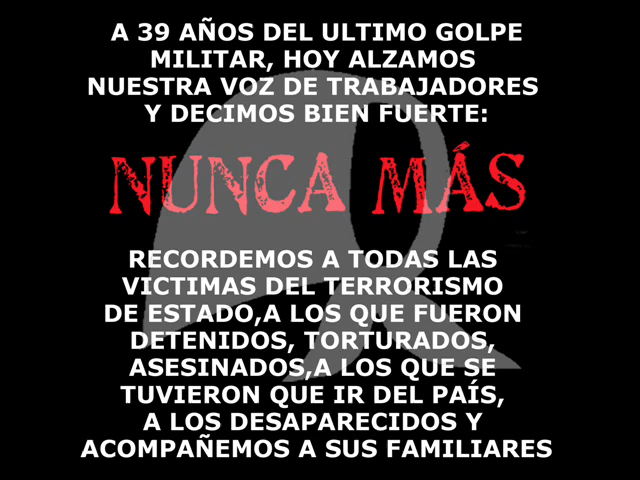 A 39 AÑOS DEL ULTIMO GOLPE
MILITAR, HOY ALZAMOS
NUESTRA VOZ DE TRABAJADORES
Y DECIMOS BIEN FUERTE:
NUNCA MÁS
RECORDEMOS A TODAS LAS
VICTIMAS DEL TERRORISMO
DE ESTADO,A LOS QUE FUERON
DETENIDOS, TORTURADOS,
ASESINADOS,A LOS QUE SE
TUVIERON QUE IR DEL PAÍS,
A LOS DESAPARECIDOS Y
ACOMPAÑEMOS A SUS FAMILIARES